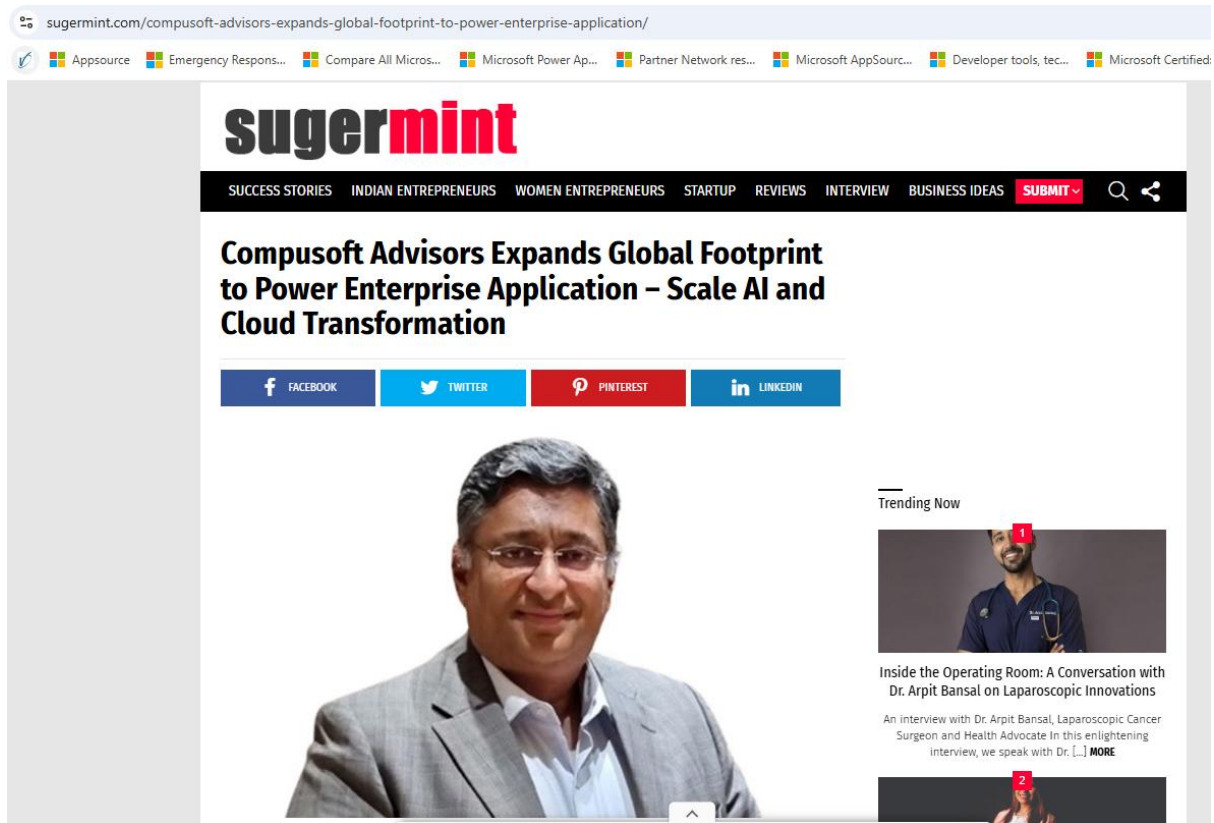 sugermint.com/compusoft-advisors-expands-global-footprint-to-power-enterprise-application/
Appsource Emergency Respons... Compare All Micros... Microsoft Power Ap... Partner Network res... Microsoft AppSourc... Developer tools, tec... Microsoft Certified:
sugermint
SUCCESS STORIES INDIAN ENTREPRENEURS WOMEN ENTREPRENEURS STARTUP REVIEWS INTERVIEW BUSINESS IDEAS SUBMIT
Compusoft Advisors Expands Global Footprint
to Power Enterprise Application – Scale AI and
Cloud Transformation
FACEBOOK TWITTER PINTEREST LINKEDIN
Trending Now
1
Inside the Operating Room: A Conversation with
Dr. Arpit Bansal on Laparoscopic Innovations
An interview with Dr. Arpit Bansal, Laparoscopic Cancer
Surgeon and Health Advocate In this enlightening
interview, we speak with Dr. [...] MORE
2